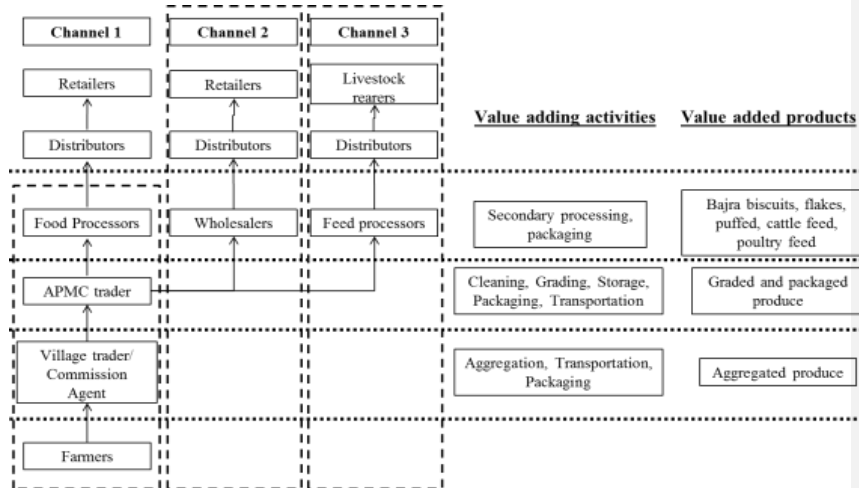 Channel 1
Channel 2
Channel 3
Retailers
Retailers
Livestock
rearers
Value adding activities
Value added products
Distributors
Distributors
Distributors
Food Processors
Wholesalers
Feed processors
Secondary processing,
packaging
Bajra biscuits, flakes,
puffed, cattle feed,
poultry feed
APMC trader
Cleaning, Grading, Storage,
Packaging, Transportation
Graded and packaged
produce
Village trader/
Commission
Agent
Aggregation, Transportation,
Packaging
Aggregated produce
Farmers